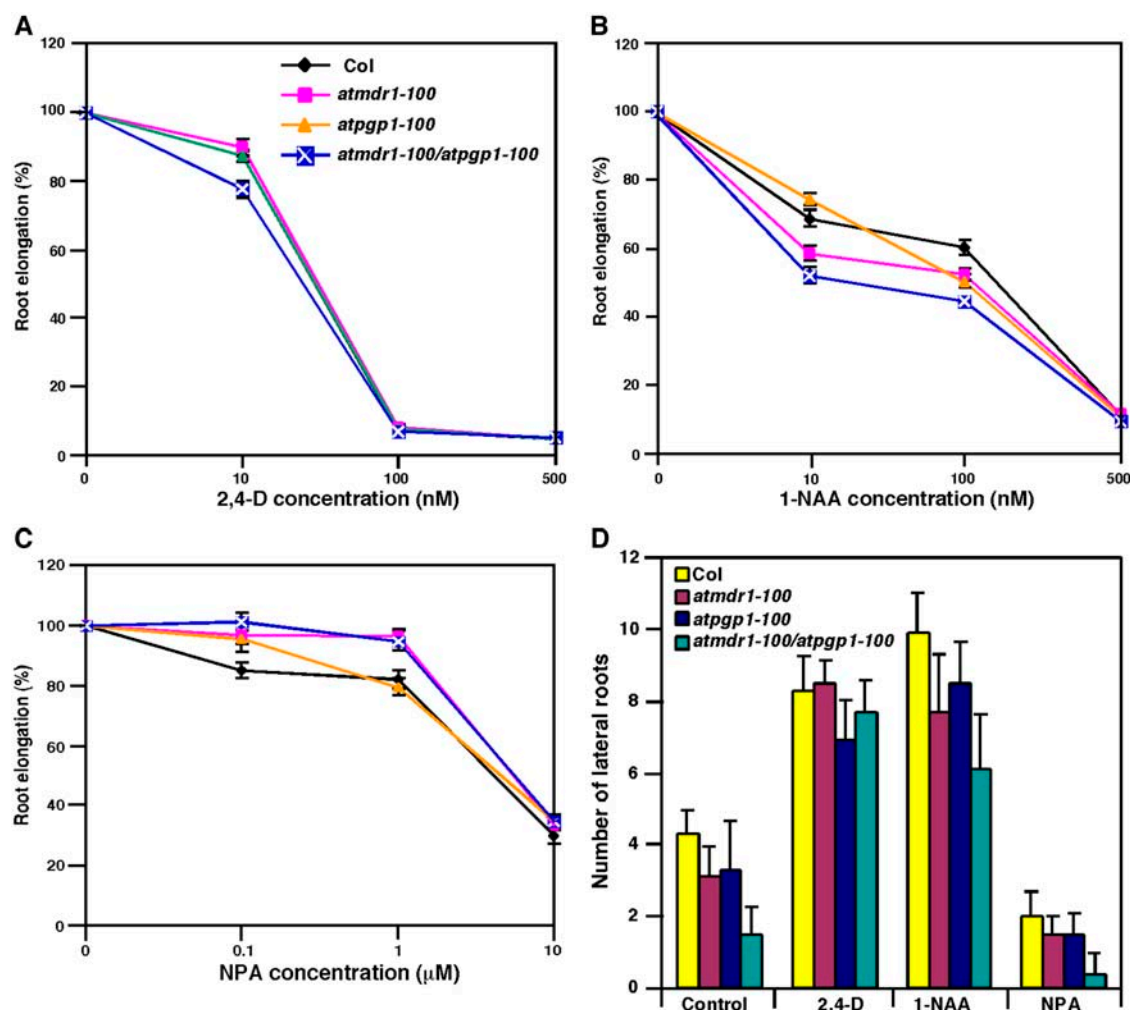 A
120
100
80
60
40
20
0
Root elongation (%)
Col
atmdr1-100
atpgp1-100
atmdr1-100/atpgp1-100
0 10 100 500
2,4-D concentration (nM)
B
120
100
80
60
40
20
0
Root elongation (%)
0 10 100 500
1-NAA concentration (nM)
C
120
100
80
60
40
20
0
Root elongation (%)
0 0.1 1 10
NPA concentration (μM)
D
12
10
8
6
4
2
0
Number of lateral roots
Col
atmdr1-100
atpgp1-100
atmdr1-100/atpgp1-100
Control 2,4-D 1-NAA NPA